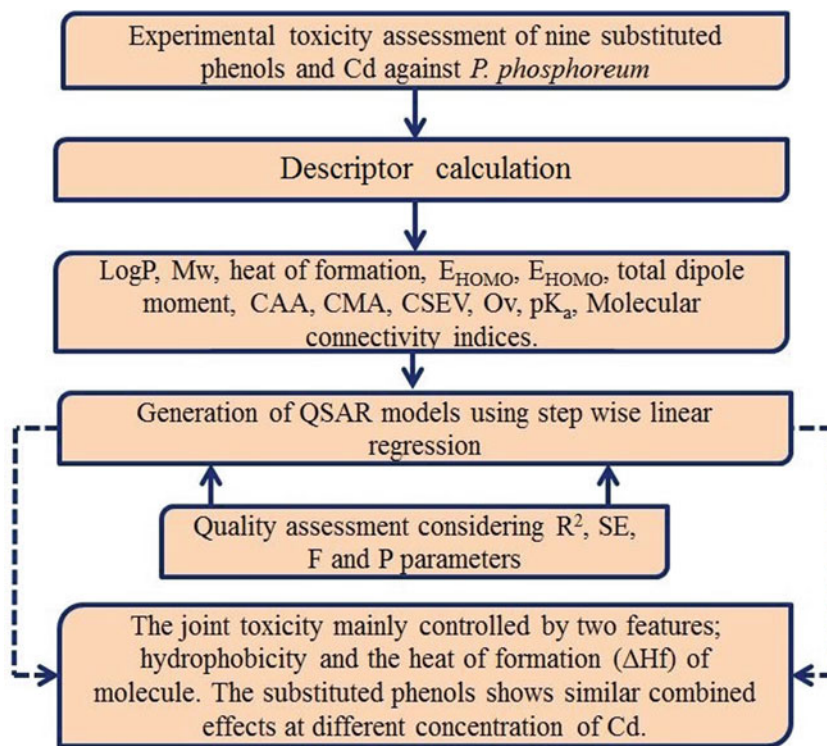 Experimental toxicity assessment of nine substituted
phenols and Cd against P. phosphoreum
Descriptor calculation
LogP, Mw, heat of formation, E_HOMO, E_HOMO, total dipole
moment, CAA, CMA, CSEV, Ov, pK_a, Molecular
connectivity indices.
Generation of QSAR models using step wise linear
regression
Quality assessment considering R², SE,
F and P parameters
The joint toxicity mainly controlled by two features;
hydrophobicity and the heat of formation (ΔHf) of
molecule. The substituted phenols shows similar combined
effects at different concentration of Cd.